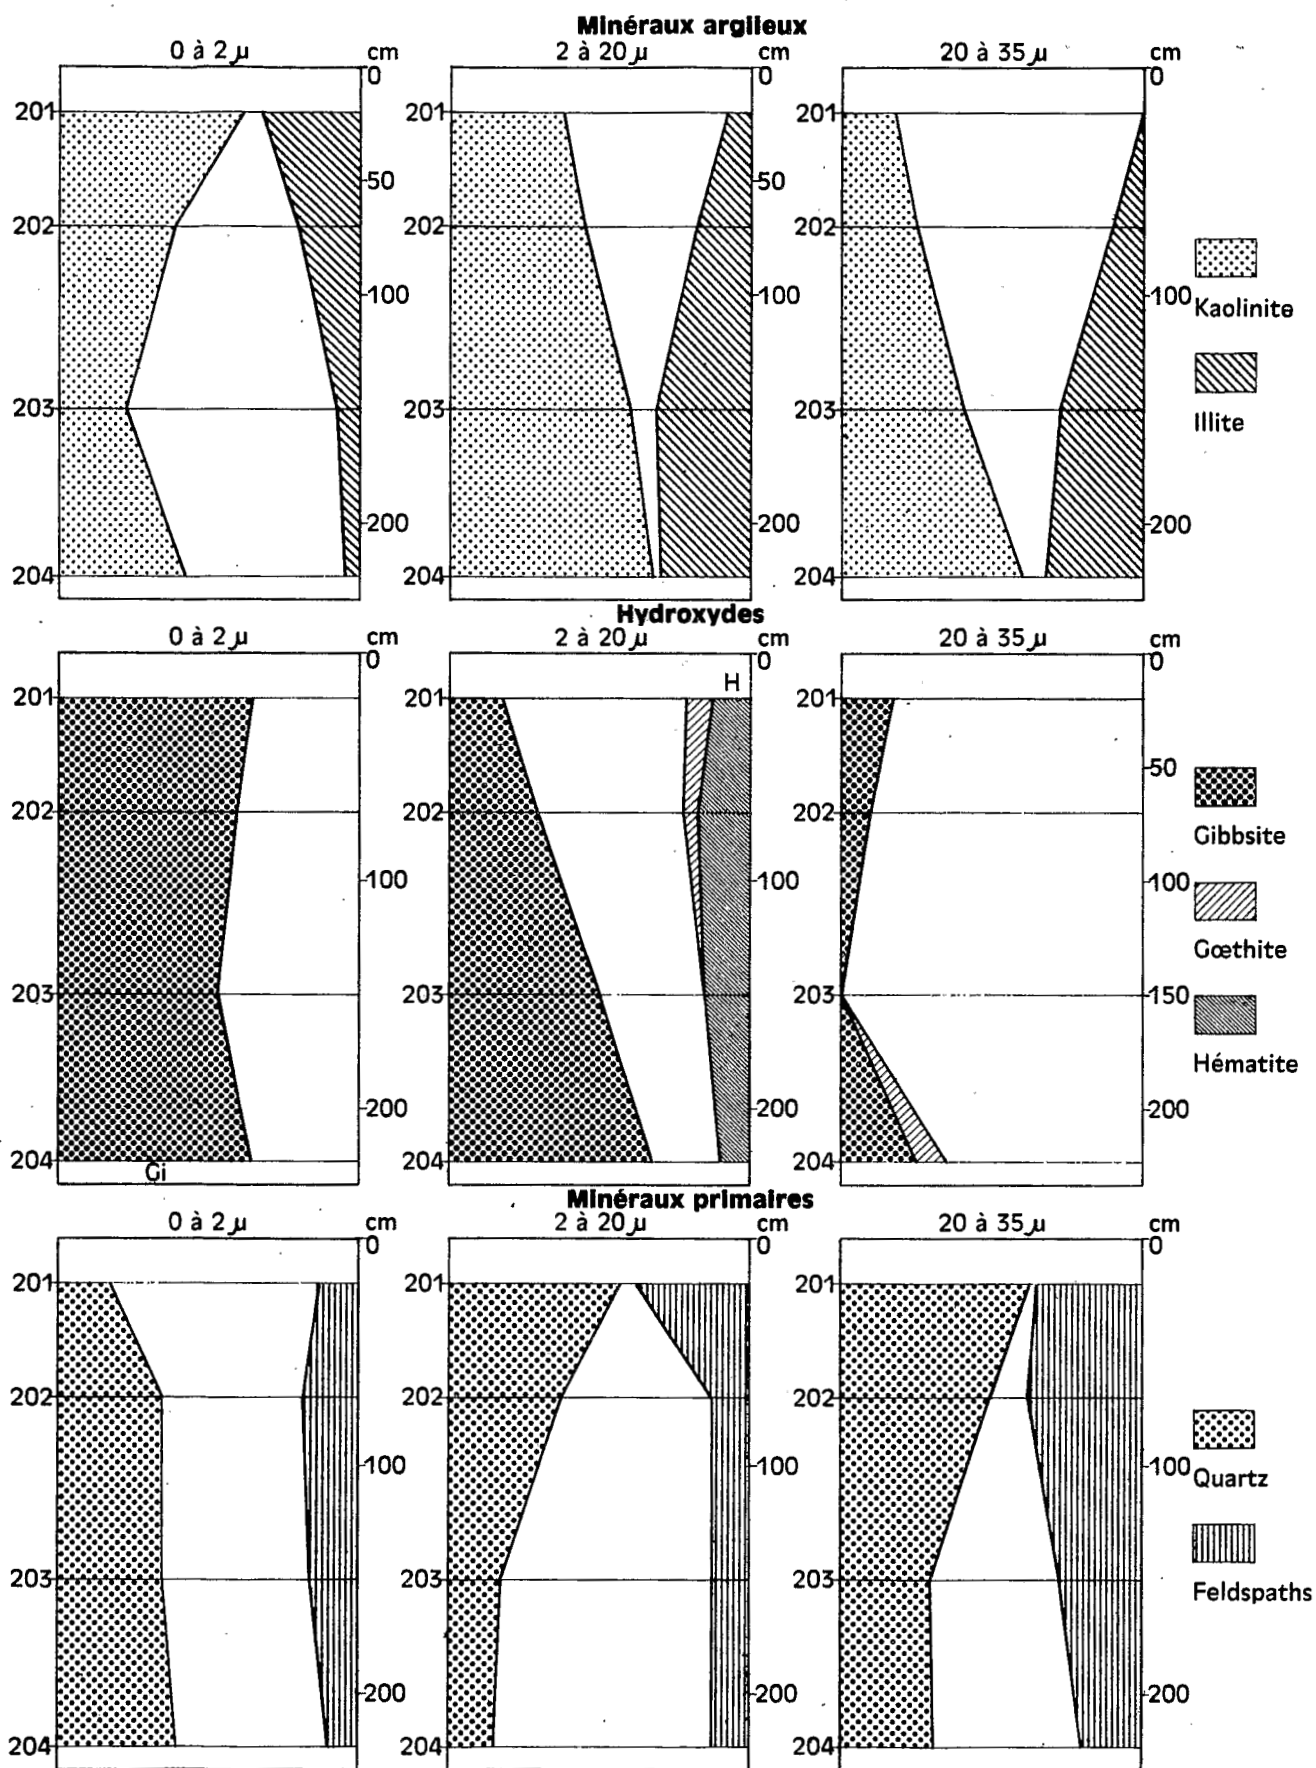 Minéraux argileux
0 à 2 µ cm 2 à 20 µ cm 20 à 35 µ cm
0 0 0
201 201 201
50 50
202 202 202
100 100 100
Kaolinite
203 203 203
Illite
200 200 200
204 204 204
Hydroxydes
0 à 2 µ cm 2 à 20 µ cm 20 à 35 µ cm
0 0 0
H
201 201 201
50
202 202 202
Gibbsite
100 100 100
Gœthite
203 203 203 150
Hématite
200 200 200
204 204 204
Gi
Minéraux primaires
0 à 2 µ cm 2 à 20 µ cm 20 à 35 µ cm
0 0 0
201 201 201
202 202 202
100 100 100
Quartz
203 203 203
Feldspaths
200 200 200
204 204 204